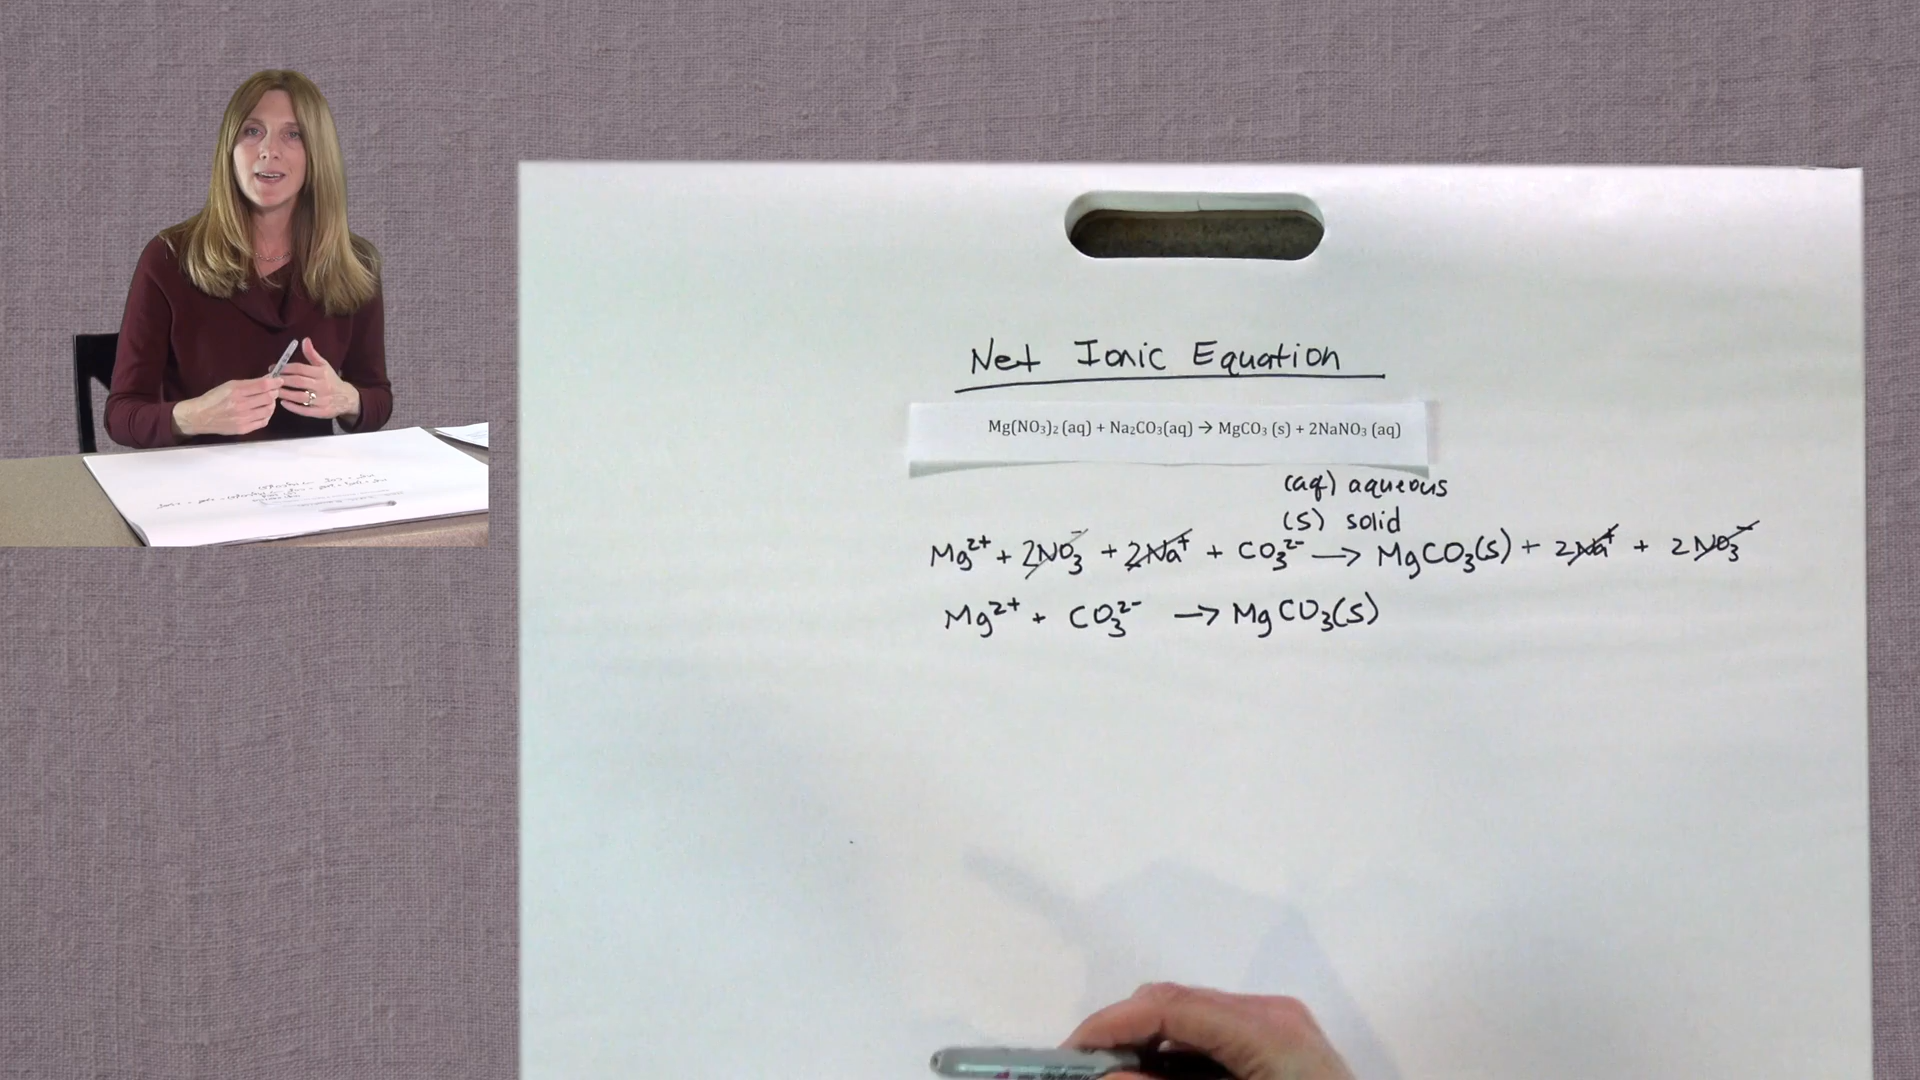 Net Ionic Equation
Mg(NO₃)₂ (aq) + Na₂CO₃(aq) → MgCO₃ (s) + 2NaNO₃ (aq)
(aq) aqueous
(s) solid
Mg²⁺ + 2NO₃⁻ + 2Na⁺ + CO₃²⁻ → MgCO₃(s) + 2Na⁺ + 2NO₃⁻
Mg²⁺ + CO₃²⁻ → MgCO₃(s)